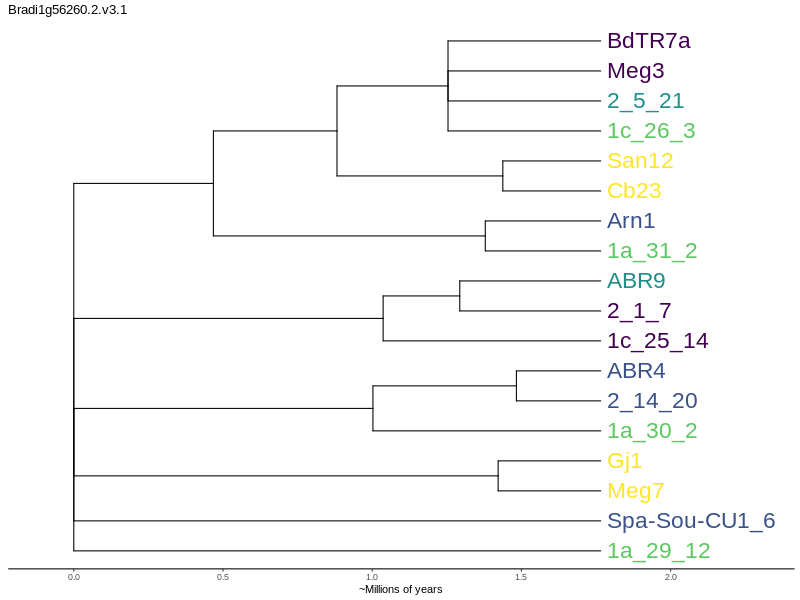 Bradi1g56260.2.v3.1
BdTR7a
Meg3
2_5_21
1c_26_3
San12
Cb23
Arn1
1a_31_2
ABR9
2_1_7
1c_25_14
ABR4
2_14_20
1a_30_2
Gj1
Meg7
Spa-Sou-CU1_6
1a_29_12
0.0 0.5 1.0 1.5 2.0
~Millions of years